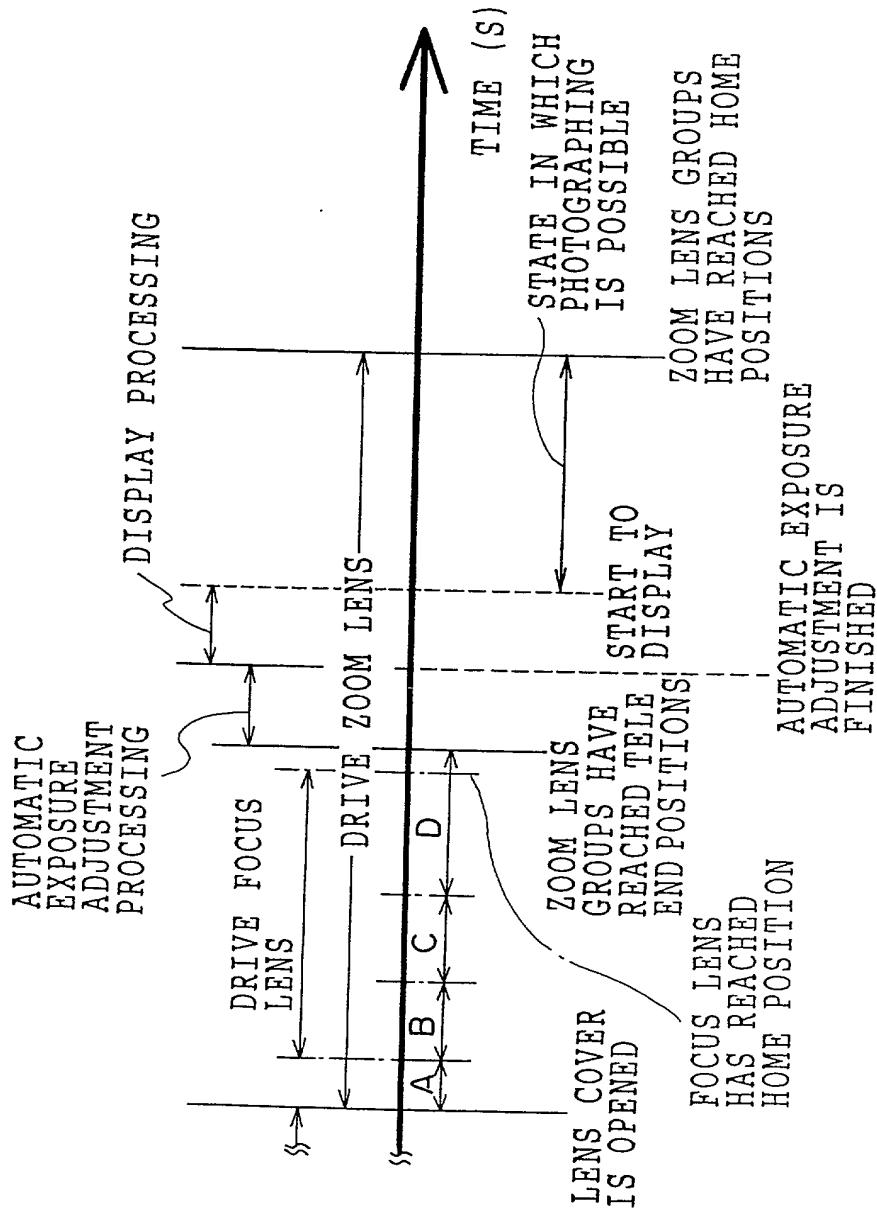 DISPLAY PROCESSING
AUTOMATIC
EXPOSURE
ADJUSTMENT
PROCESSING
DRIVE FOCUS
LENS
DRIVE ZOOM LENS
A
B
C
D
TIME (S)
LENS COVER
IS OPENED
FOCUS LENS
HAS REACHED
HOME POSITION
ZOOM LENS
GROUPS HAVE
REACHED TELE
END POSITIONS
START TO
DISPLAY
AUTOMATIC EXPOSURE
ADJUSTMENT IS
FINISHED
STATE IN WHICH
PHOTOGRAPHING
IS POSSIBLE
ZOOM LENS GROUPS
HAVE REACHED HOME
POSITIONS